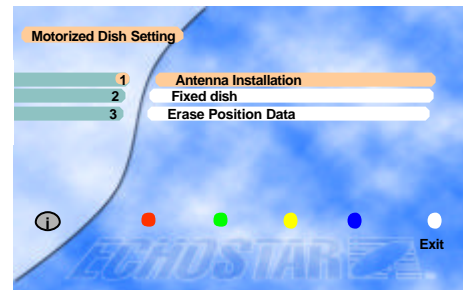 Motorized Dish Setting
1 Antenna Installation
2 Fixed dish
3 Erase Position Data
i
Exit
ECHOSTAR